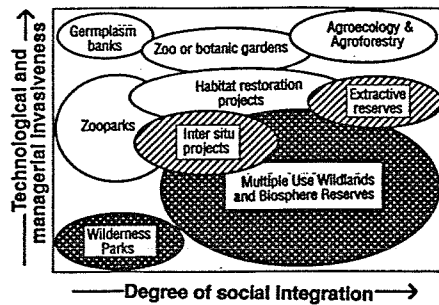 Technological and
managerial invasiveness
Germplasm
banks
Zoo or botanic gardens
Agroecology &
Agroforestry
Zooparks
Habitat restoration
projects
Extractive
reserves
Inter situ
projects
Multiple Use Wildlands
and Biosphere Reserves
Wilderness
Parks
Degree of social Integration